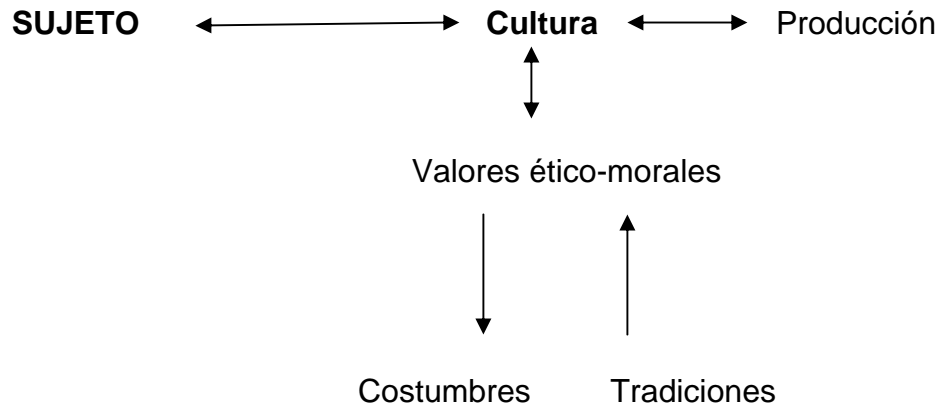 SUJETO Cultura Producción
Valores ético-morales
Costumbres Tradiciones